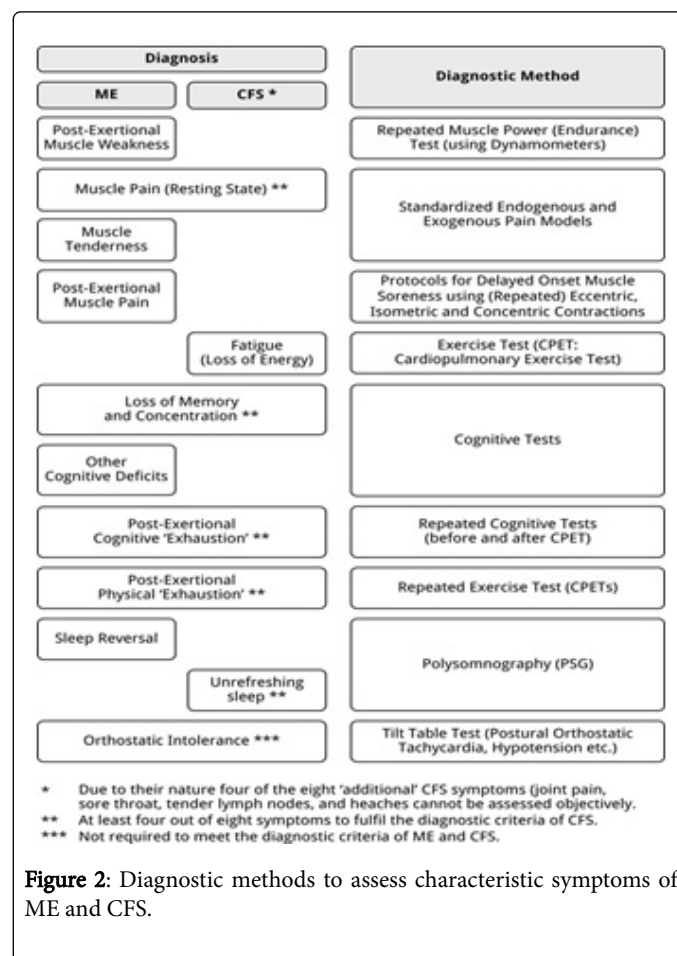 Diagnosis
Diagnostic Method
ME
CFS *
Post-Exertional
Muscle Weakness
Repeated Muscle Power (Endurance)
Test (using Dynamometers)
Muscle Pain (Resting State) **
Standardized Endogenous and
Exogenous Pain Models
Muscle
Tenderness
Post-Exertional
Muscle Pain
Protocols for Delayed Onset Muscle
Soreness using (Repeated) Eccentric,
Isometric and Concentric Contractions
Fatigue
(Loss of Energy)
Exercise Test (CPET:
Cardiopulmonary Exercise Test)
Loss of Memory
and Concentration **
Cognitive Tests
Other
Cognitive Deficits
Post-Exertional
Cognitive ‘Exhaustion’ **
Repeated Cognitive Tests
(before and after CPET)
Post-Exertional
Physical ‘Exhaustion’ **
Repeated Exercise Test (CPETs)
Sleep Reversal
Polysomnography (PSG)
Unrefreshing
sleep **
Orthostatic Intolerance ***
Tilt Table Test (Postural Orthostatic
Tachycardia, Hypotension etc.)
* Due to their nature four of the eight ‘additional’ CFS symptoms (joint pain,
sore throat, tender lymph nodes, and heaches cannot be assessed objectively.
** At least four out of eight symptoms to fulfil the diagnostic criteria of CFS.
*** Not required to meet the diagnostic criteria of ME and CFS.
Figure 2: Diagnostic methods to assess characteristic symptoms of
ME and CFS.